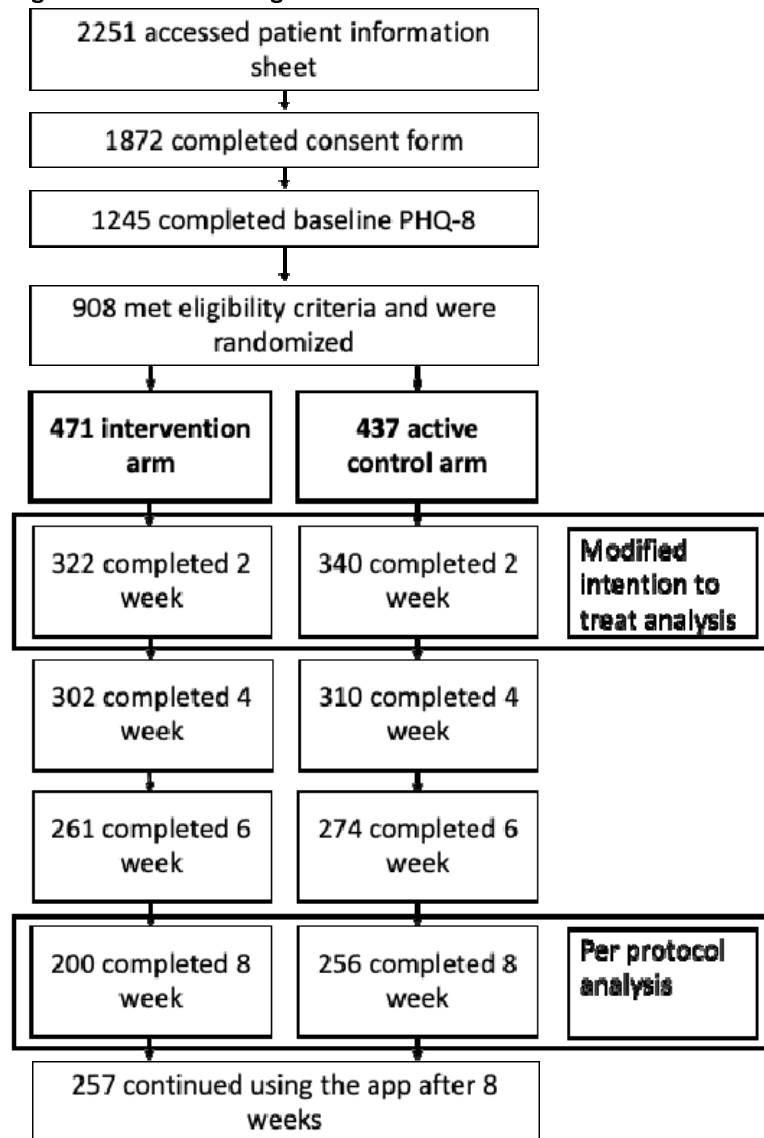 2251 accessed patient information
sheet
1872 completed consent form
1245 completed baseline PHQ-8
908 met eligibility criteria and were
randomized
471 intervention
arm
437 active
control arm
322 completed 2
week
340 completed 2
week
Modified
intention to
treat analysis
302 completed 4
week
310 completed 4
week
261 completed 6
week
274 completed 6
week
200 completed 8
week
256 completed 8
week
Per protocol
analysis
257 continued using the app after 8
weeks